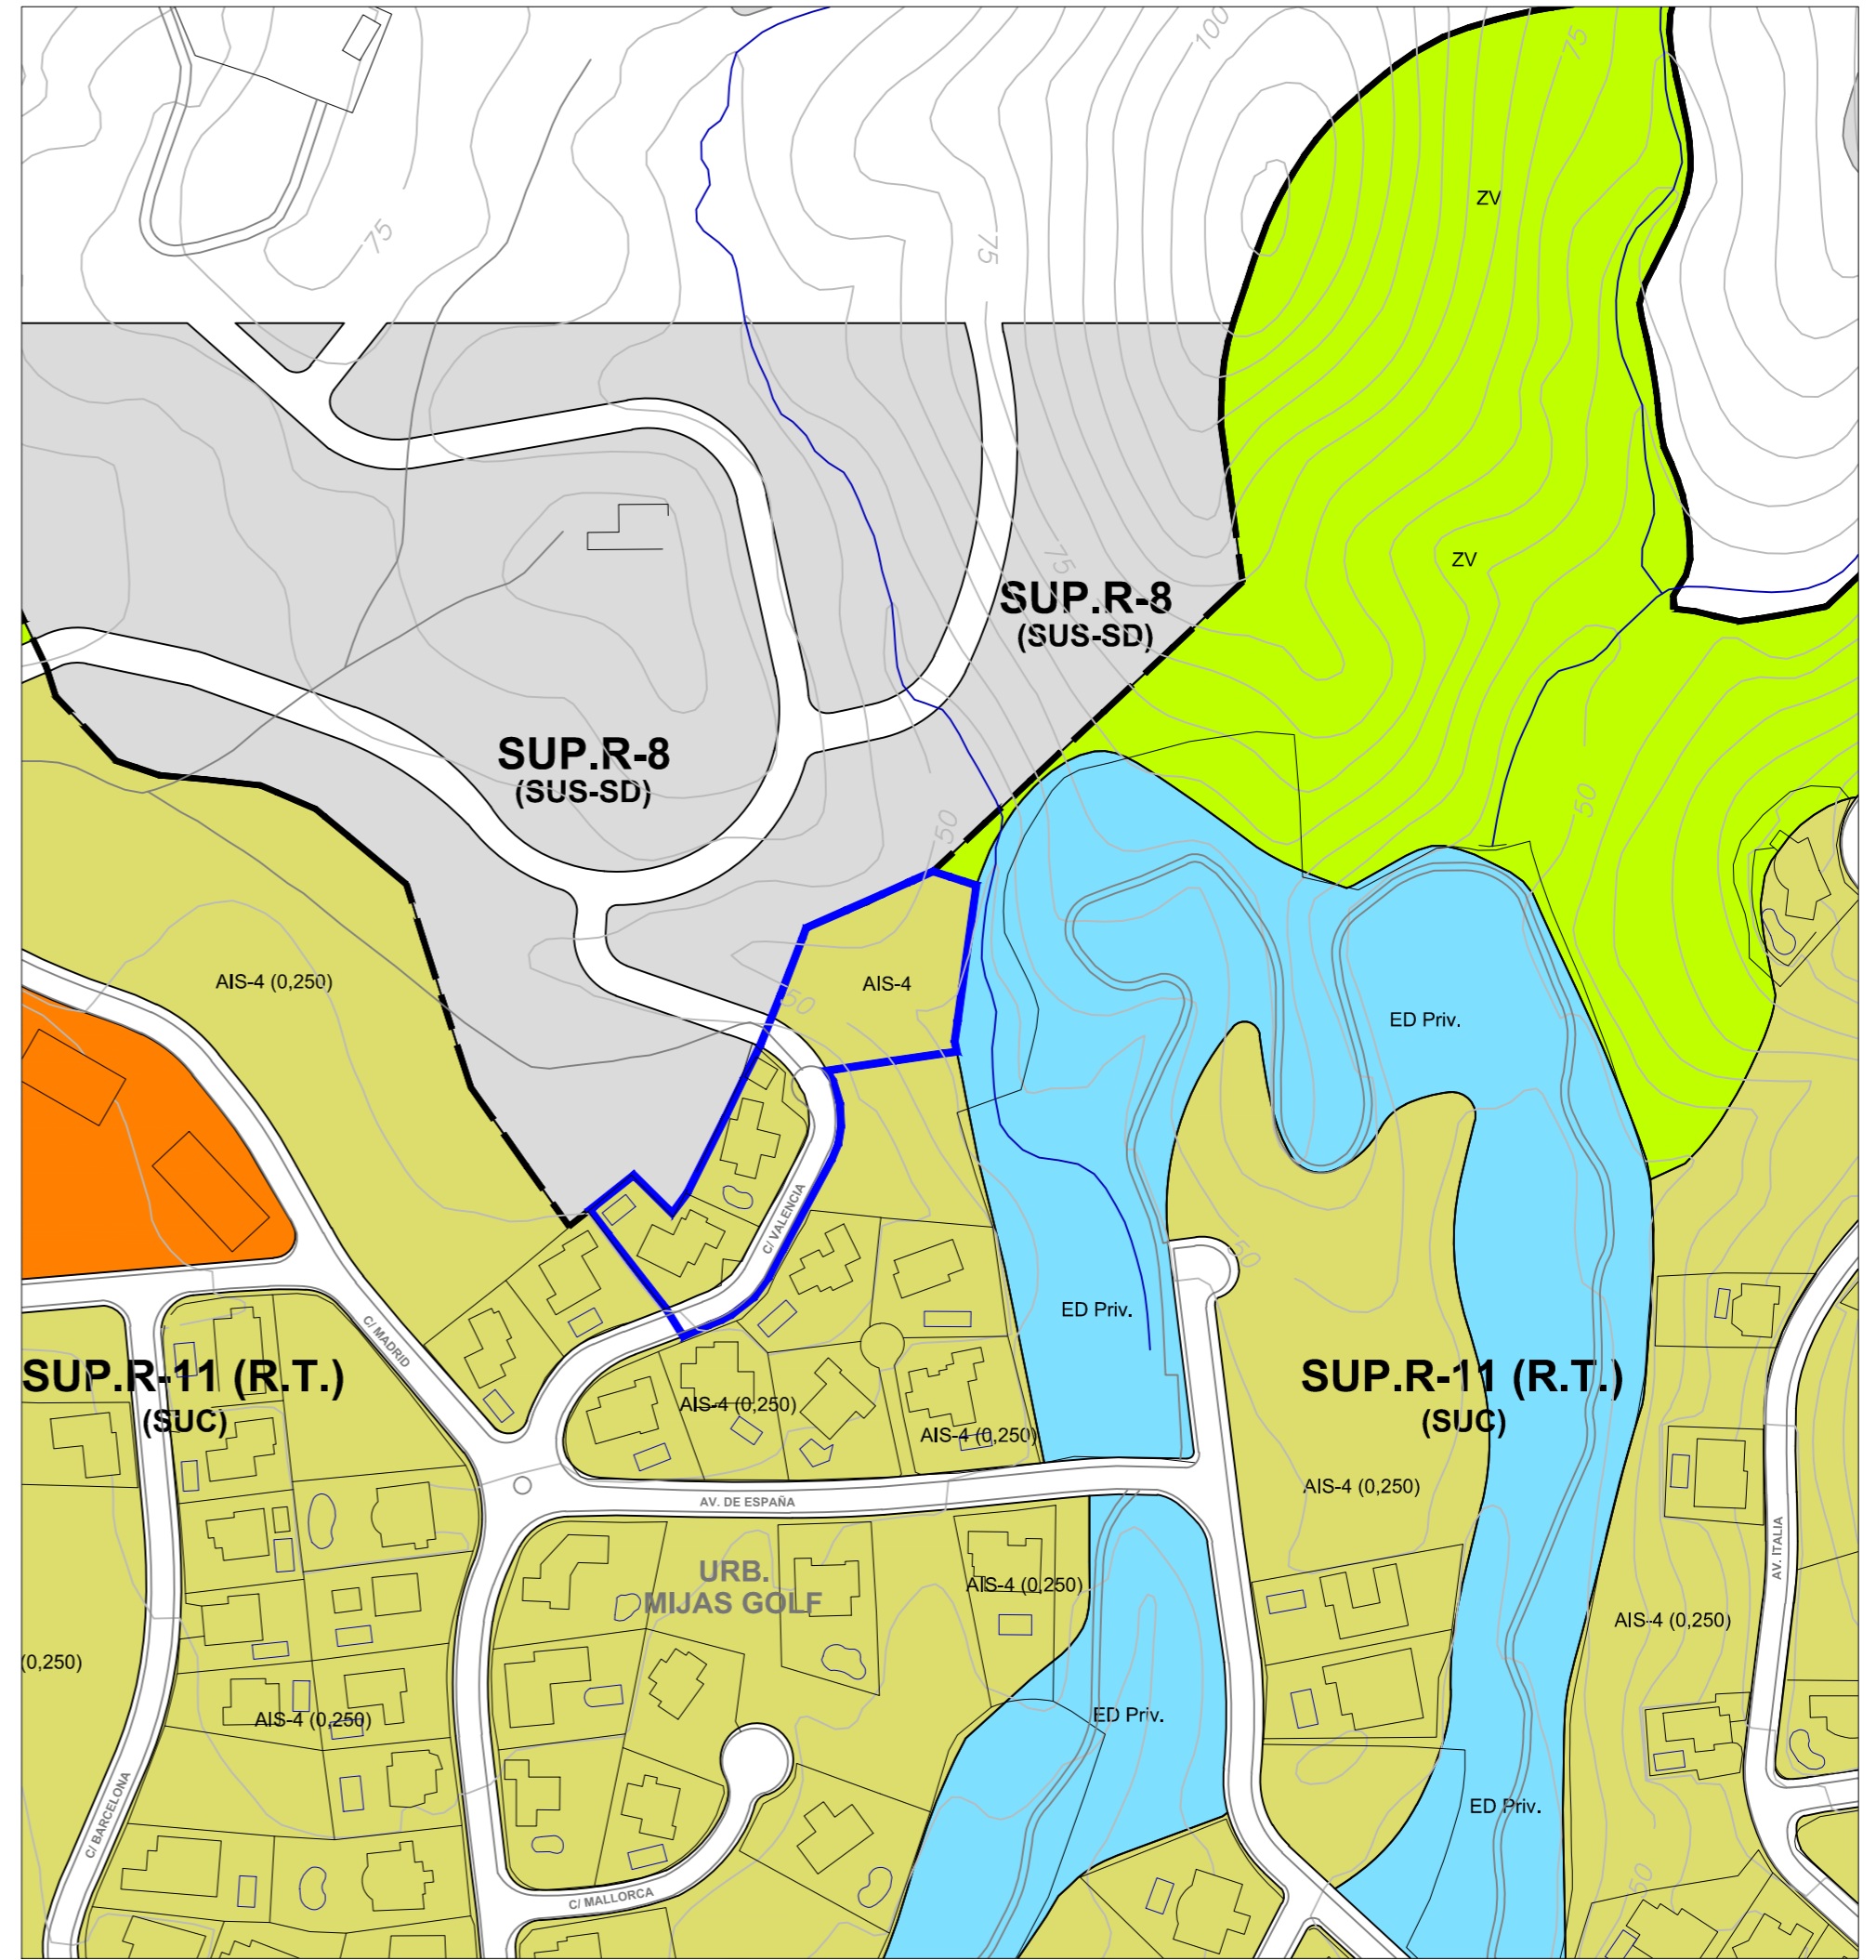 100
75
ZV
75
75
ZV
75
SUP.R-8
(SUS-SD)
SUP.R-8
(SUS-SD)
50
50
AIS-4 (0,250)
AIS-4
50
ED Priv.
C/ VALENCIA
50
ED Priv.
C/ MADRID
SUP.R-11 (R.T.)
(SUC)
SUP.R-11 (R.T.)
(SUC)
AIS-4 (0,250)
AIS-4 (0,250)
AIS-4 (0,250)
AV. DE ESPAÑA
AV. ITALIA
URB.
MIJAS GOLF
AIS-4 (0,250)
AIS-4 (0,250)
(0,250)
AIS-4 (0,250)
ED Priv.
C/ BARCELONA
ED Priv.
C/ MALLORCA
50